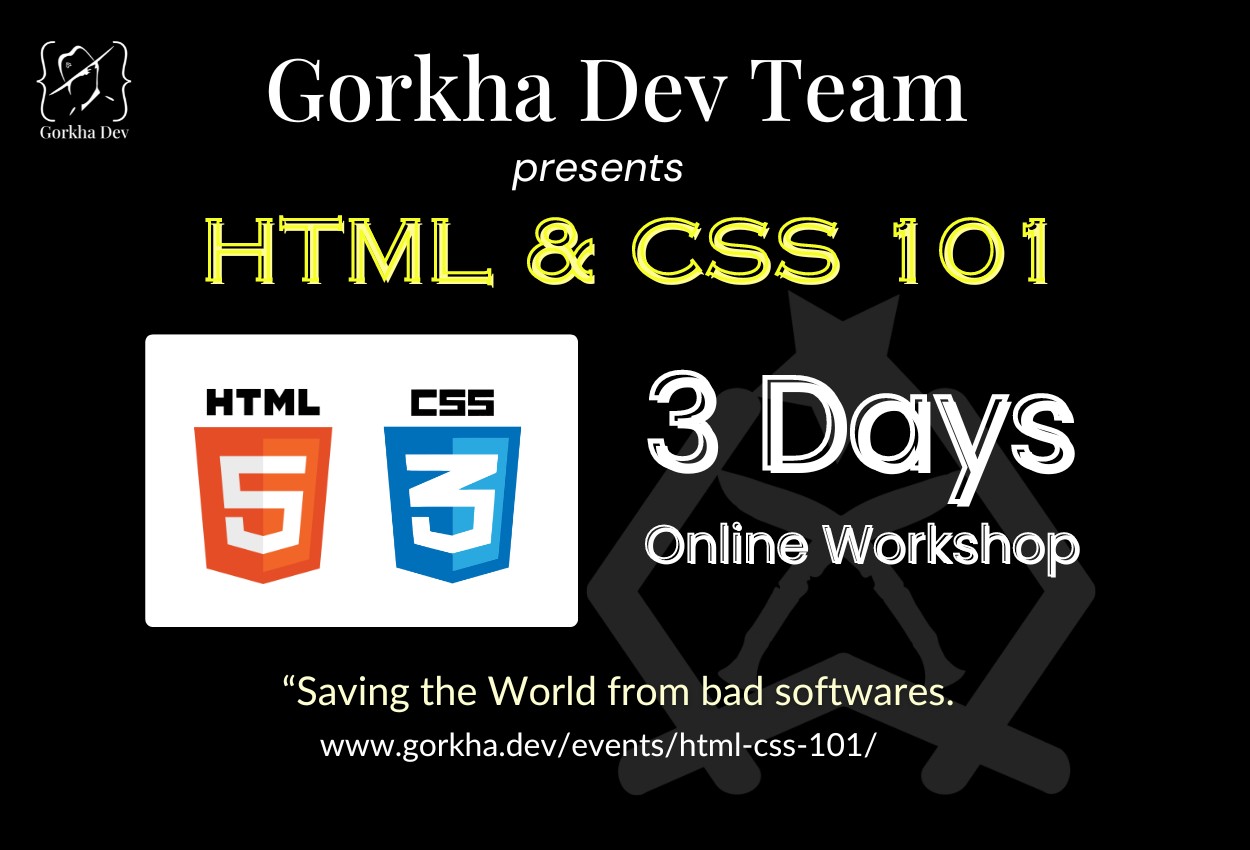 Gorkha Dev
Gorkha Dev Team
presents
HTML & CSS 101
HTML CSS
5 3
3 Days
Online Workshop
“Saving the World from bad softwares.
www.gorkha.dev/events/html-css-101/